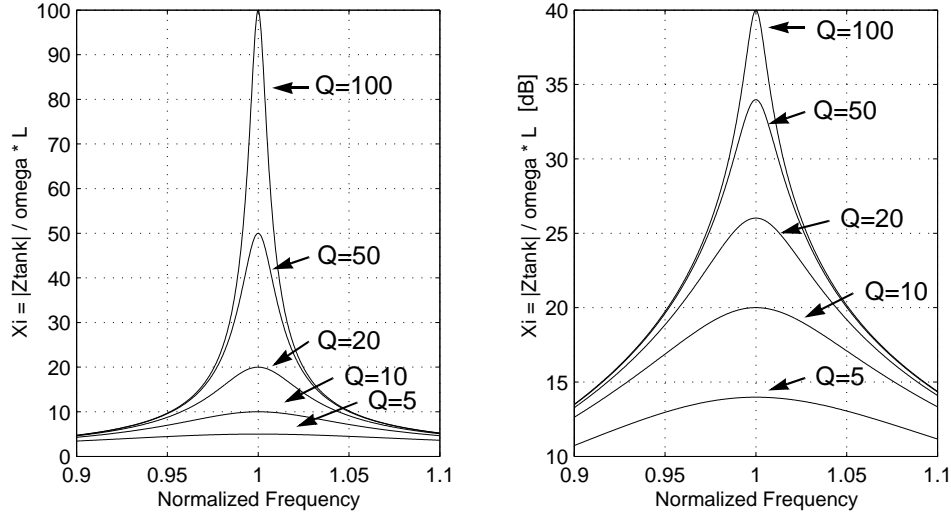 100
90
80
70
60
50
40
30
20
10
0
Xi = |Ztank| / omega * L
Q=100
Q=50
Q=20
Q=10
Q=5
0.9
0.95
1
1.05
1.1
Normalized Frequency
40
35
30
25
20
15
10
Xi = |Ztank| / omega * L [dB]
Q=100
Q=50
Q=20
Q=10
Q=5
0.9
0.95
1
1.05
1.1
Normalized Frequency